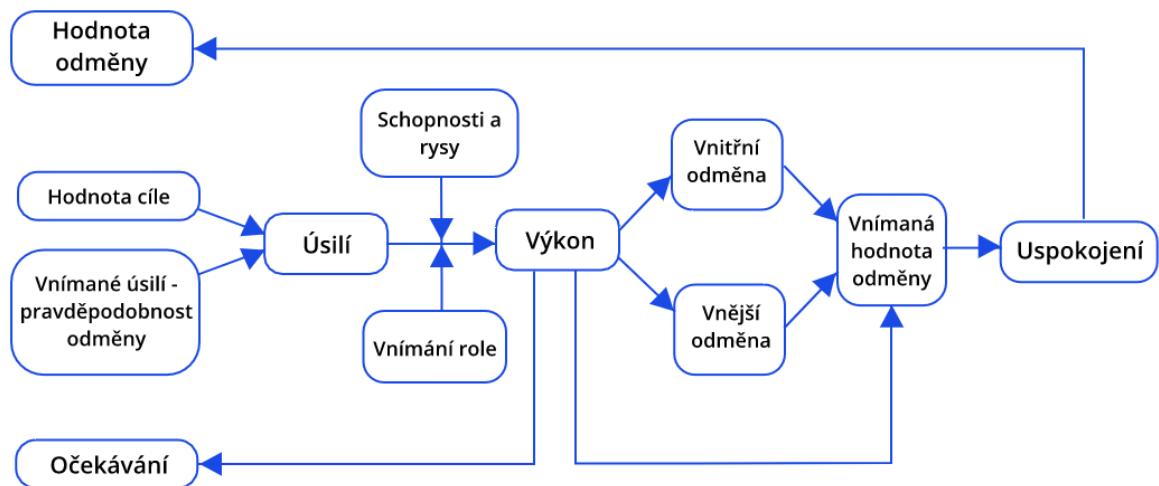 Hodnota
odměny
Schopnosti a
rysy
Vnitřní
odměna
Hodnota cíle
Vnímaná
hodnota
odměny
Úsilí
Výkon
Uspokojení
Vnímané úsilí -
pravděpodobnost
odměny
Vnější
odměna
Vnímání role
Očekávání